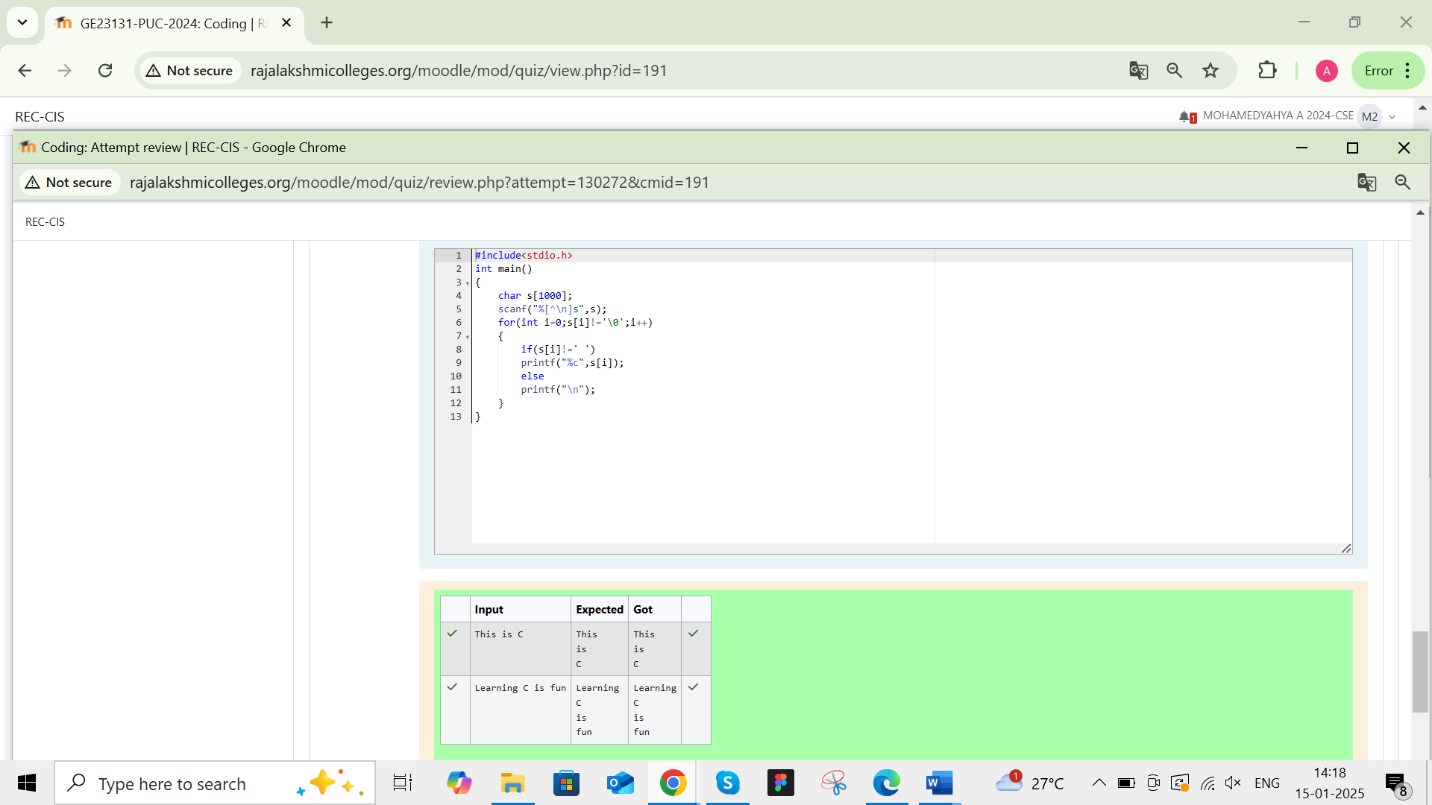 GE23131-PUC-2024: Coding | RE
Not secure rajalakshmicolleges.org/moodle/mod/quiz/view.php?id=191
A
Error
REC-CIS
1 MOHAMEDYAHYA A 2024-CSE M2
Coding: Attempt review | REC-CIS - Google Chrome
Not secure rajalakshmicolleges.org/moodle/mod/quiz/review.php?attempt=130272&cmid=191
REC-CIS
1 #include<stdio.h>
2 int main()
3 {
4 char s[1000];
5 scanf("%[^\n]s",s);
6 for(int i=0;s[i]!='\0';i++)
7 {
8 if(s[i]!=' ')
9 printf("%c",s[i]);
10 else
11 printf("\n");
12 }
13 }
Input Expected Got
This is C This This
is is
C C
Learning C is fun Learning Learning
C C
is is
fun fun
Type here to search
1 27°C
ENG
14:18
15-01-2025
8